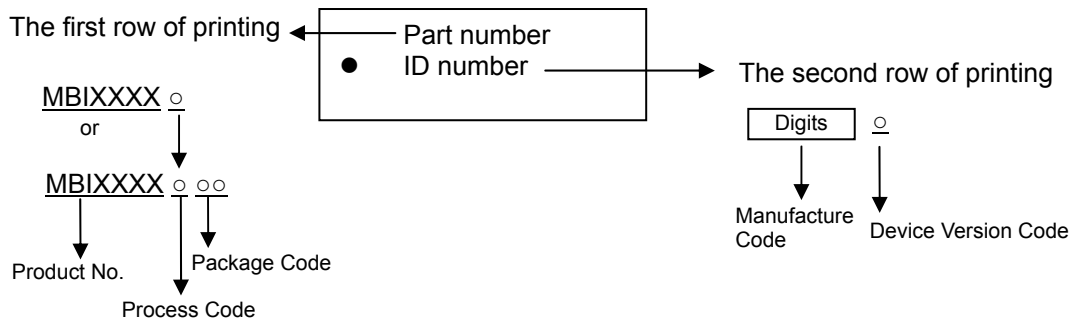 The first row of printing
Part number
ID number
The second row of printing
MBIXXXX ○
or
MBIXXXX ○ ○○
Product No.
Process Code
Package Code
Digits ○
Manufacture
Code
Device Version Code